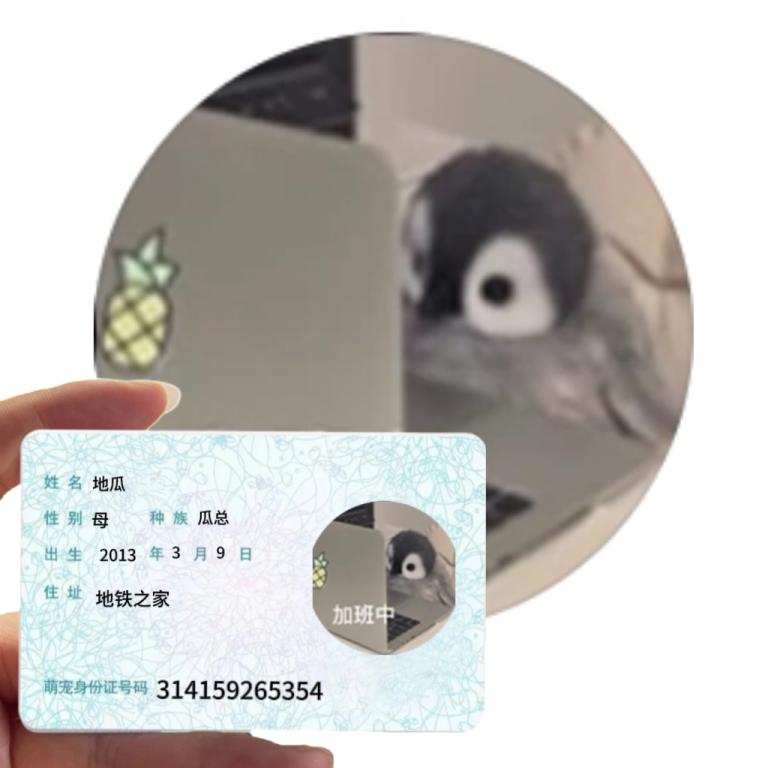 姓名 地瓜
性别 母 种族 瓜总
出生 2013 年 3 月 9 日
住址 地铁之家
加班中
萌宠身份证号码 314159265354